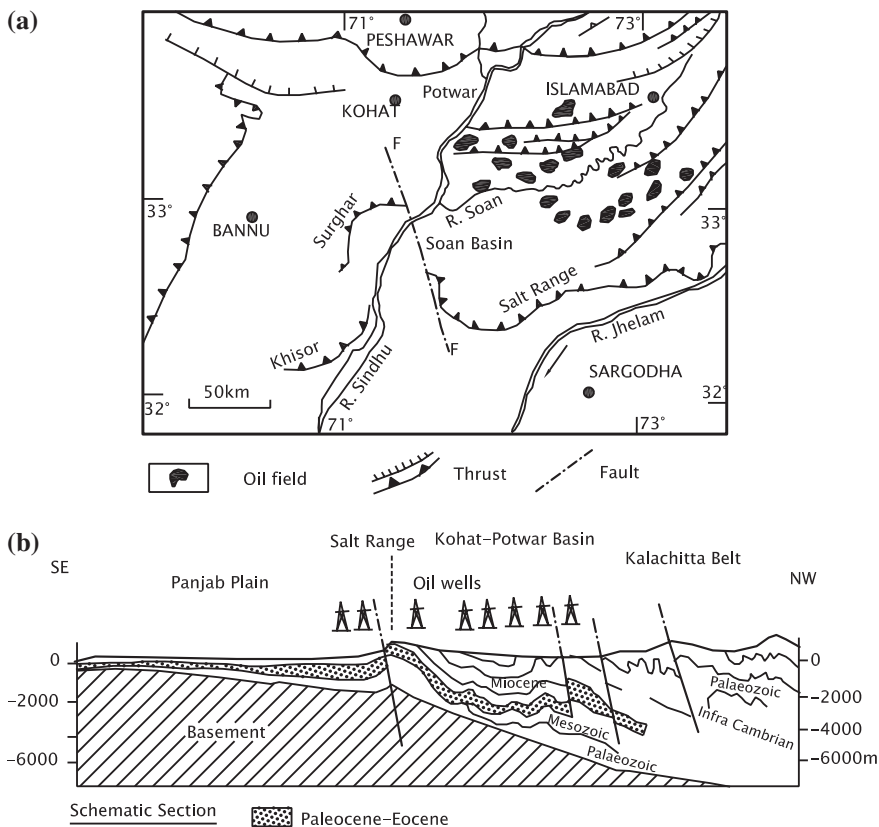 (a)
71°
73°
PESHAWAR
Potwar
ISLAMABAD
KOHAT
F
33°
33°
BANNU
Surghar
R. Soan
Soan Basin
Salt Range
Khisor
F
R. Jhelam
R. Sindhu
SARGODHA
32°
50km
32°
71°
73°
Oil field
Thrust
Fault
(b)
Salt Range
Kohat-Potwar Basin
SE
Kalachitta Belt
NW
Panjab Plain
Oil wells
0
0
Miocene
Palaeozoic
-2000
-2000
Mesozoic
Infra Cambrian
Basement
-4000
Palaeozoic
-6000
-6000m
Schematic Section
Paleocene-Eocene